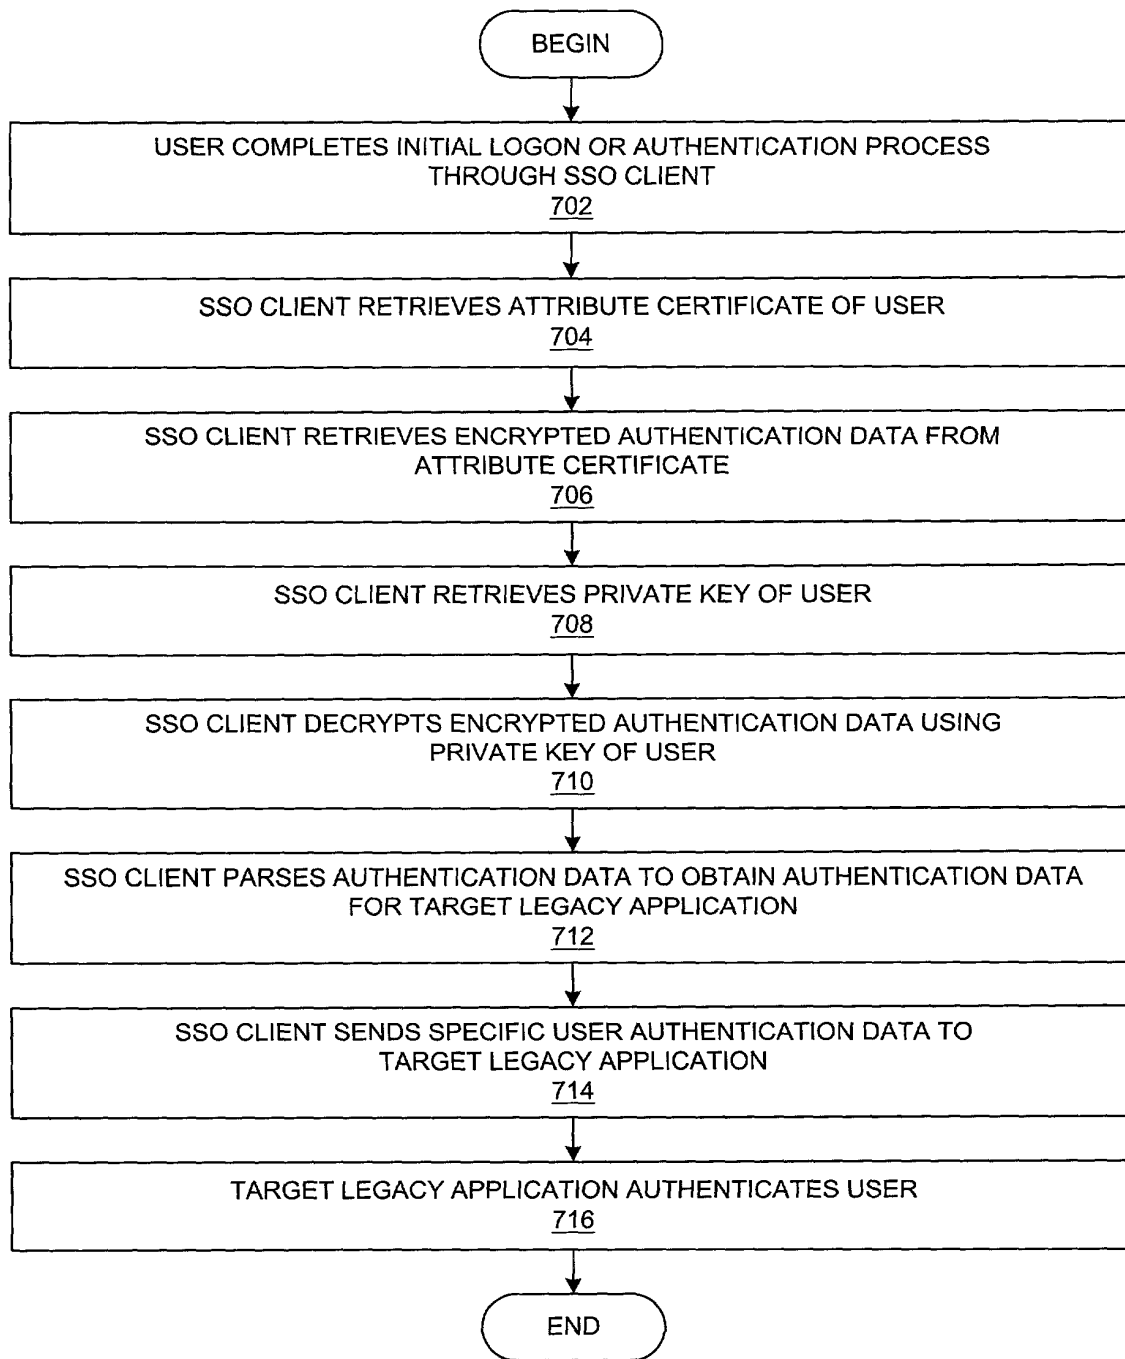 BEGIN
USER COMPLETES INITIAL LOGON OR AUTHENTICATION PROCESS
THROUGH SSO CLIENT
702
SSO CLIENT RETRIEVES ATTRIBUTE CERTIFICATE OF USER
704
SSO CLIENT RETRIEVES ENCRYPTED AUTHENTICATION DATA FROM
ATTRIBUTE CERTIFICATE
706
SSO CLIENT RETRIEVES PRIVATE KEY OF USER
708
SSO CLIENT DECRYPTS ENCRYPTED AUTHENTICATION DATA USING
PRIVATE KEY OF USER
710
SSO CLIENT PARSES AUTHENTICATION DATA TO OBTAIN AUTHENTICATION DATA
FOR TARGET LEGACY APPLICATION
712
SSO CLIENT SENDS SPECIFIC USER AUTHENTICATION DATA TO
TARGET LEGACY APPLICATION
714
TARGET LEGACY APPLICATION AUTHENTICATES USER
716
END